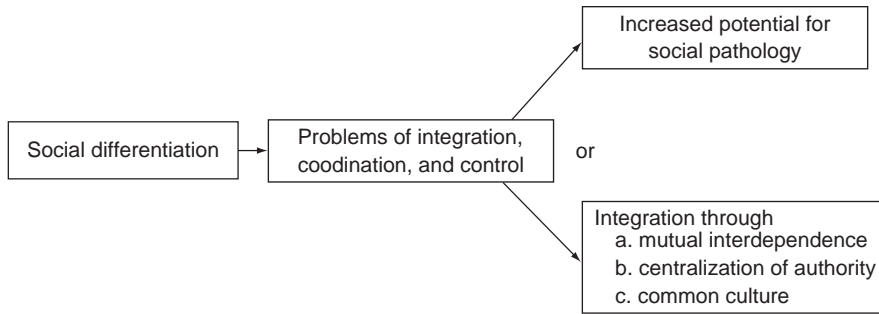 Increased potential for
social pathology
Social differentiation
Problems of integration,
coodination, and control
or
Integration through
a. mutual interdependence
b. centralization of authority
c. common culture